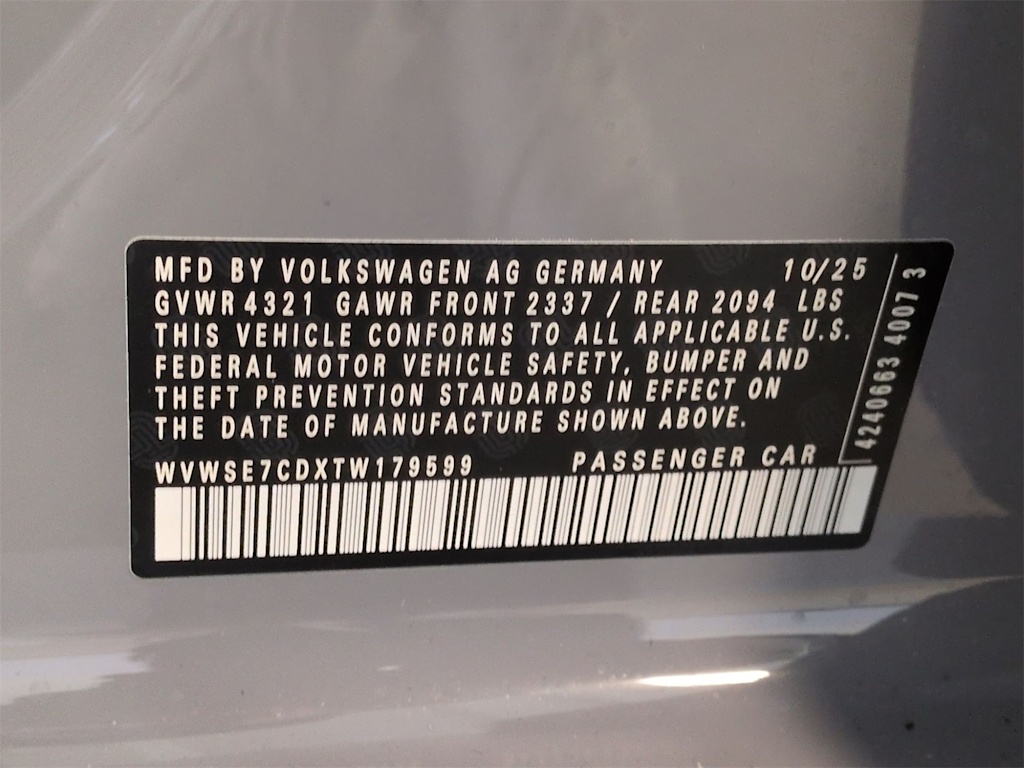 MFD BY VOLKSWAGEN AG GERMANY 10/25
GVWR 4321 GAWR FRONT 2337 / REAR 2094 LBS
THIS VEHICLE CONFORMS TO ALL APPLICABLE U.S.
FEDERAL MOTOR VEHICLE SAFETY, BUMPER AND
THEFT PREVENTION STANDARDS IN EFFECT ON
THE DATE OF MANUFACTURE SHOWN ABOVE.
WVWSE7CDXTW179599 PASSENGER CAR
4240663 4007 3